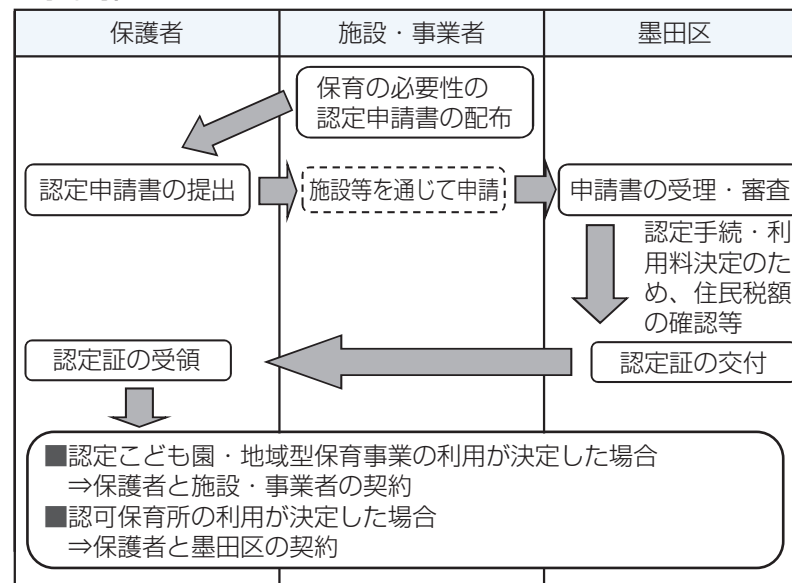 保護者
施設・事業者
墨田区
保育の必要性の
認定申請書の配布
認定申請書の提出
施設等を通じて申請
申請書の受理・審査
認定手続・利
用料決定のた
め、住民税額
の確認等
認定証の受領
認定証の交付
■認定こども園・地域型保育事業の利用が決定した場合
⇒保護者と施設・事業者の契約
■認可保育所の利用が決定した場合
⇒保護者と墨田区の契約